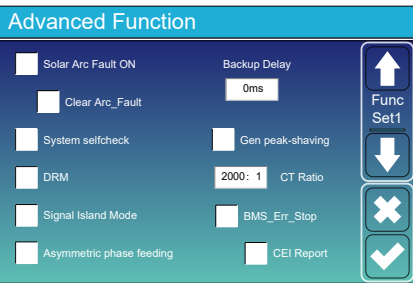 Advanced Function
Solar Arc Fault ON
Backup Delay
0ms
Clear Arc_Fault
Func
Set1
System selfcheck
Gen peak-shaving
DRM
2000: 1 CT Ratio
Signal Island Mode
BMS_Err_Stop
Asymmetric phase feeding
CEI Report